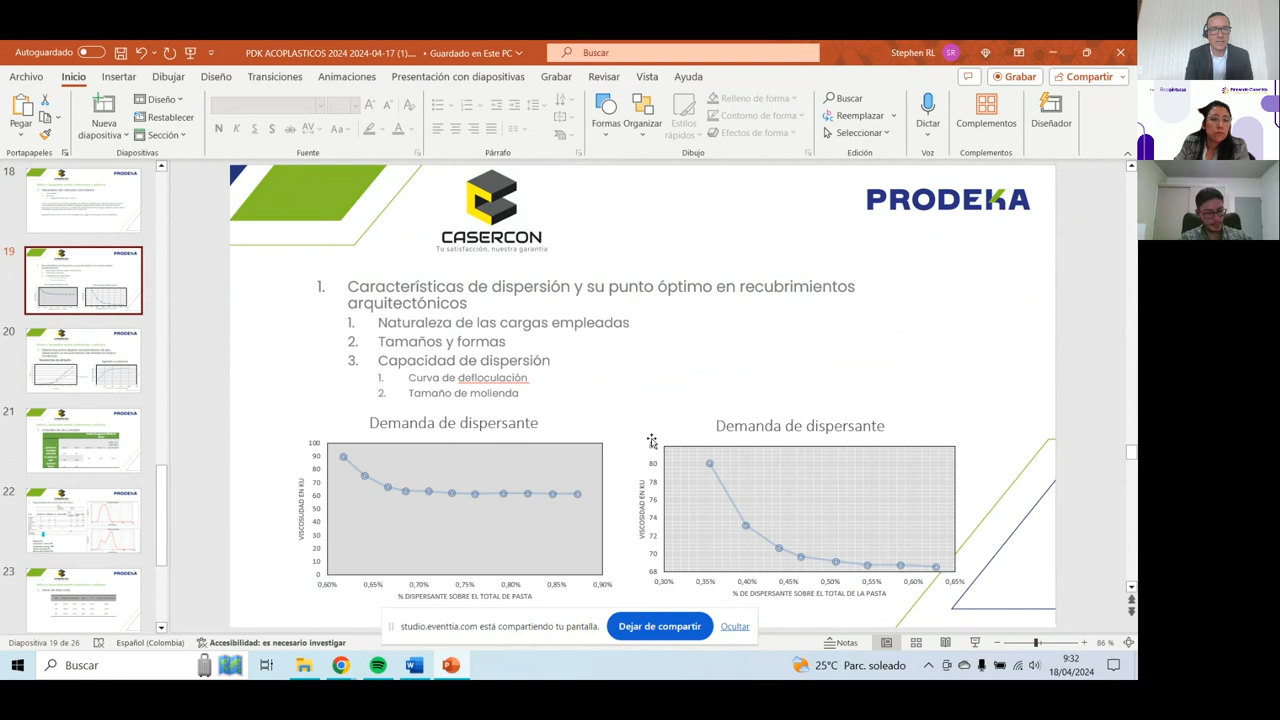 Autoguardado
PDK ACOPLASTICOS 2024 2024-04-17 (1)....
• Guardado en Este PC
Buscar
Stephen RL
SR
Archivo
Inicio
Insertar
Dibujar
Diseño
Transiciones
Animaciones
Presentación con diapositivas
Grabar
Revisar
Vista
Ayuda
Grabar
Compartir
Pegar
Nueva
diapositiva
Diseño
Restablecer
Sección
N K S S
Aa
Formas
Organizar
Estilos
rápidos
Relleno de forma
Contorno de forma
Efectos de forma
Buscar
Reemplazar
Seleccionar
Dictar
Complementos
Diseñador
Portapapeles
Diapositivas
Fuente
Párrafo
Dibujo
Edición
Voz
Complementos
18
19
20
21
22
23
CASERCON
Tu satisfacción, nuestra garantía
PRODEKA
1. Características de dispersión y su punto óptimo en recubrimientos
arquitectónicos
1. Naturaleza de las cargas empleadas
2. Tamaños y formas
3. Capacidad de dispersión
1. Curva de defloculación
2. Tamaño de molienda
Demanda de dispersante
VISCOSIDAD EN KU
100
90
80
70
60
50
40
30
20
10
0
0,60% 0,65% 0,70% 0,75% 0,80% 0,85% 0,90%
% DISPERSANTE SOBRE EL TOTAL DE PASTA
Demanda de dispersante
VISCOSIDAD EN KU
80
78
76
74
72
70
68
0,30% 0,35% 0,40% 0,45% 0,50% 0,55% 0,60% 0,65%
% DE DISPERSANTE SOBRE EL TOTAL DE LA PASTA
studio.eventtia.com está compartiendo tu pantalla.
Dejar de compartir
Ocultar
Diapositiva 19 de 26
Español (Colombia)
Accesibilidad: es necesario investigar
Notas
86 %
Buscar
25°C Parc. soleado
9:32
18/04/2024